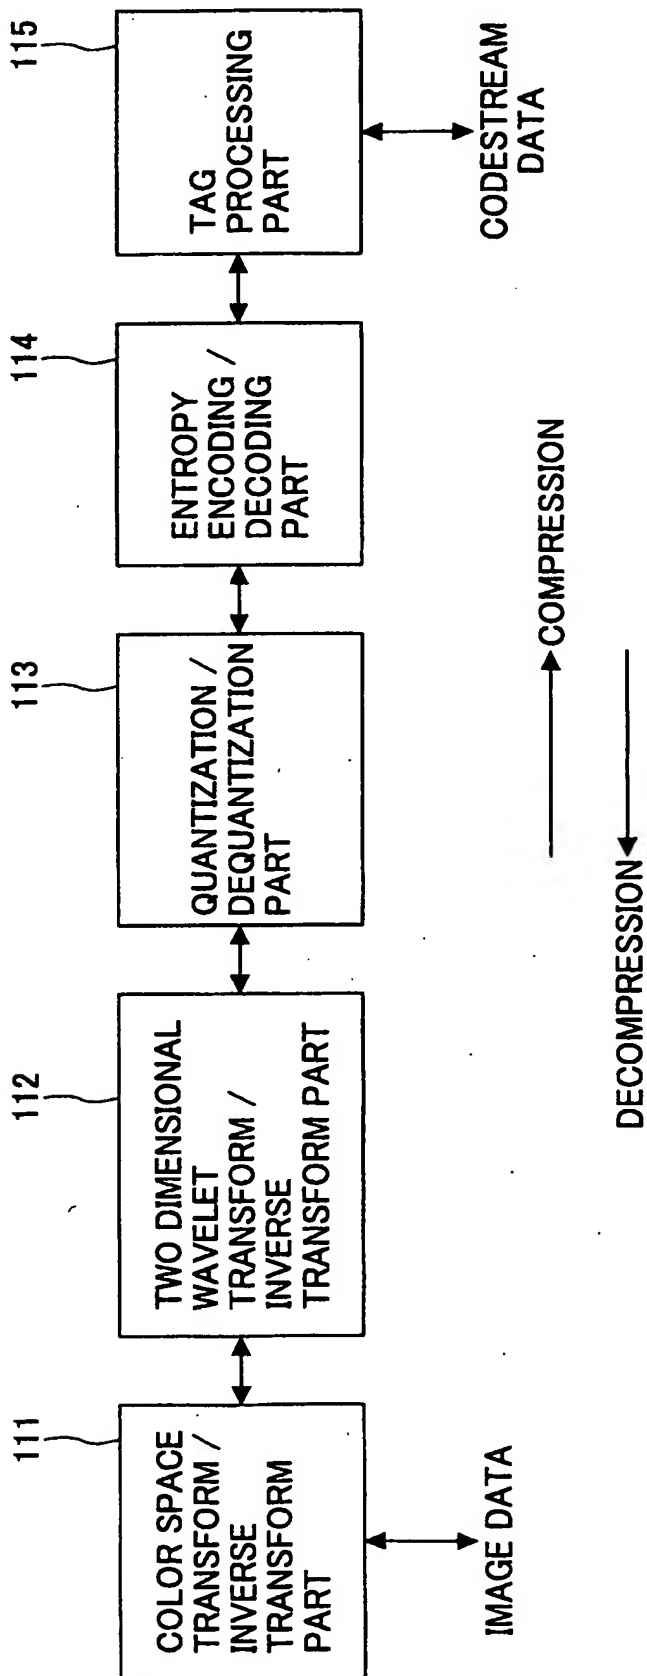 111
COLOR SPACE
TRANSFORM /
INVERSE
TRANSFORM
PART
112
TWO DIMENSIONAL
WAVELET
TRANSFORM /
INVERSE
TRANSFORM PART
113
QUANTIZATION /
DEQUANTIZATION
PART
114
ENTROPY
ENCODING /
DECODING
PART
115
TAG
PROCESSING
PART
IMAGE DATA
CODESTREAM
DATA
COMPRESSION
DECOMPRESSION